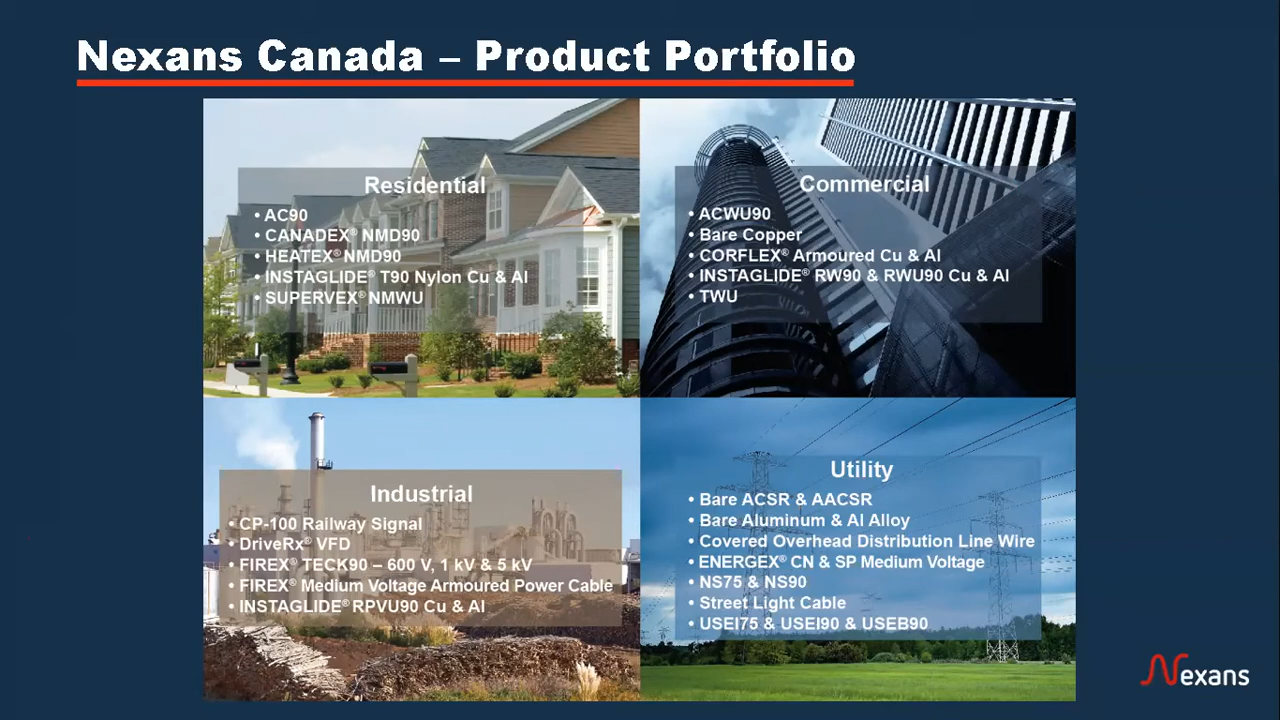 Nexans Canada – Product Portfolio
Residential
• AC90
• CANADEX® NMD90
• HEATEX® NMD90
• INSTAGLIDE® T90 Nylon Cu & Al
• SUPERVEX® NMWU
Commercial
• ACWU90
• Bare Copper
• CORFLEX® Armoured Cu & Al
• INSTAGLIDE® RW90 & RWU90 Cu & Al
• TWU
Industrial
• CP-100 Railway Signal
• DriveRx® VFD
• FIREX® TECK90 – 600 V, 1 kV & 5 kV
• FIREX® Medium Voltage Armoured Power Cable
• INSTAGLIDE® RPVU90 Cu & Al
Utility
• Bare ACSR & AACSR
• Bare Aluminum & Al Alloy
• Covered Overhead Distribution Line Wire
• ENERGEX® CN & SP Medium Voltage
• NS75 & NS90
• Street Light Cable
• USEI75 & USEI90 & USEB90
Nexans